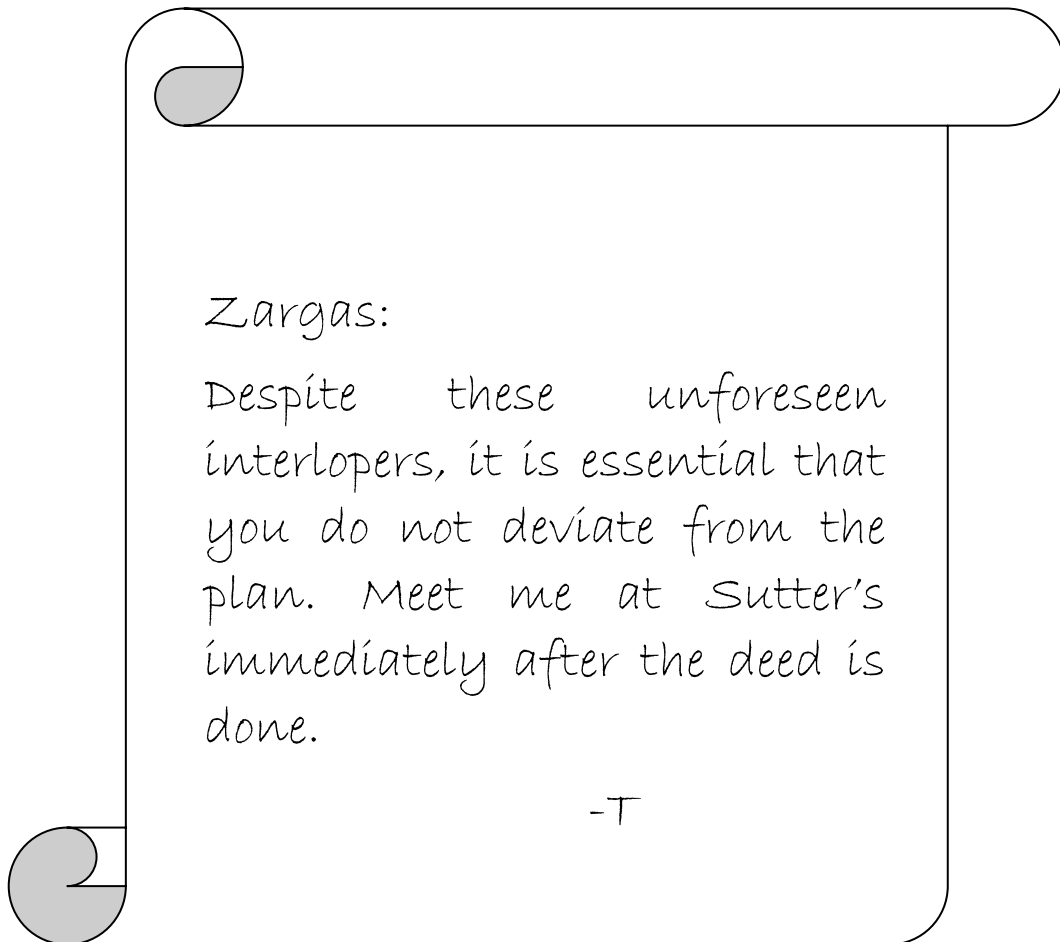 Zargas:
Despite these unforeseen
interlopers, it is essential that
you do not deviate from the
plan. Meet me at Sutter's
immediately after the deed is
done.
-T